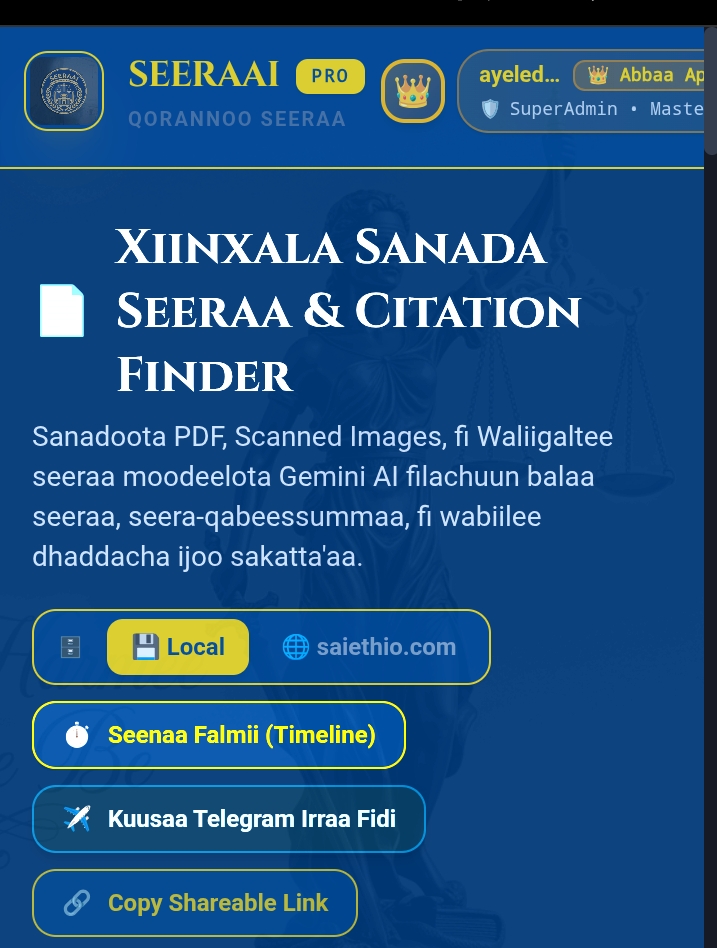 SEERAAI PRO
QORANNOO SEERAA
ayeled... 👑 Abbaa Ap
🛡️ SuperAdmin • Maste
XIINXALA SANADA
SEERAA & CITATION
FINDER
Sanadoota PDF, Scanned Images, fi Waliigaltee
seeraa moodeelota Gemini AI filachuun balaa
seeraa, seera-qabeessummaa, fi wabiilee
dhaddacha ijoo sakatta'aa.
Local
saiethio.com
Seenaa Falmii (Timeline)
Kuusaa Telegram Irraa Fidi
Copy Shareable Link